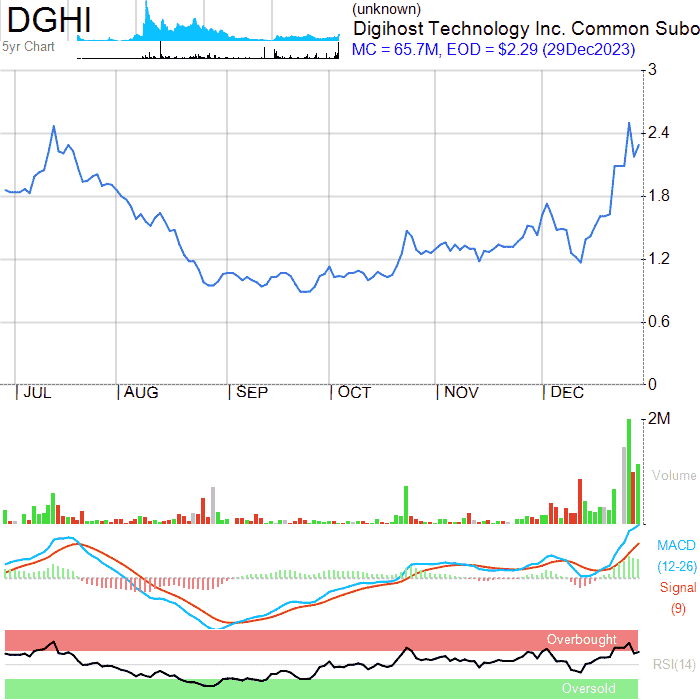 DGHI
5yr Chart
(unknown)
Digihost Technology Inc. Common Subo
MC = 65.7M, EOD = $2.29 (29Dec2023)
3
2.4
1.8
1.2
0.6
0
JUL
AUG
SEP
OCT
NOV
DEC
2M
Volume
MACD
(12-26)
Signal
(9)
Overbought
RSI(14)
Oversold